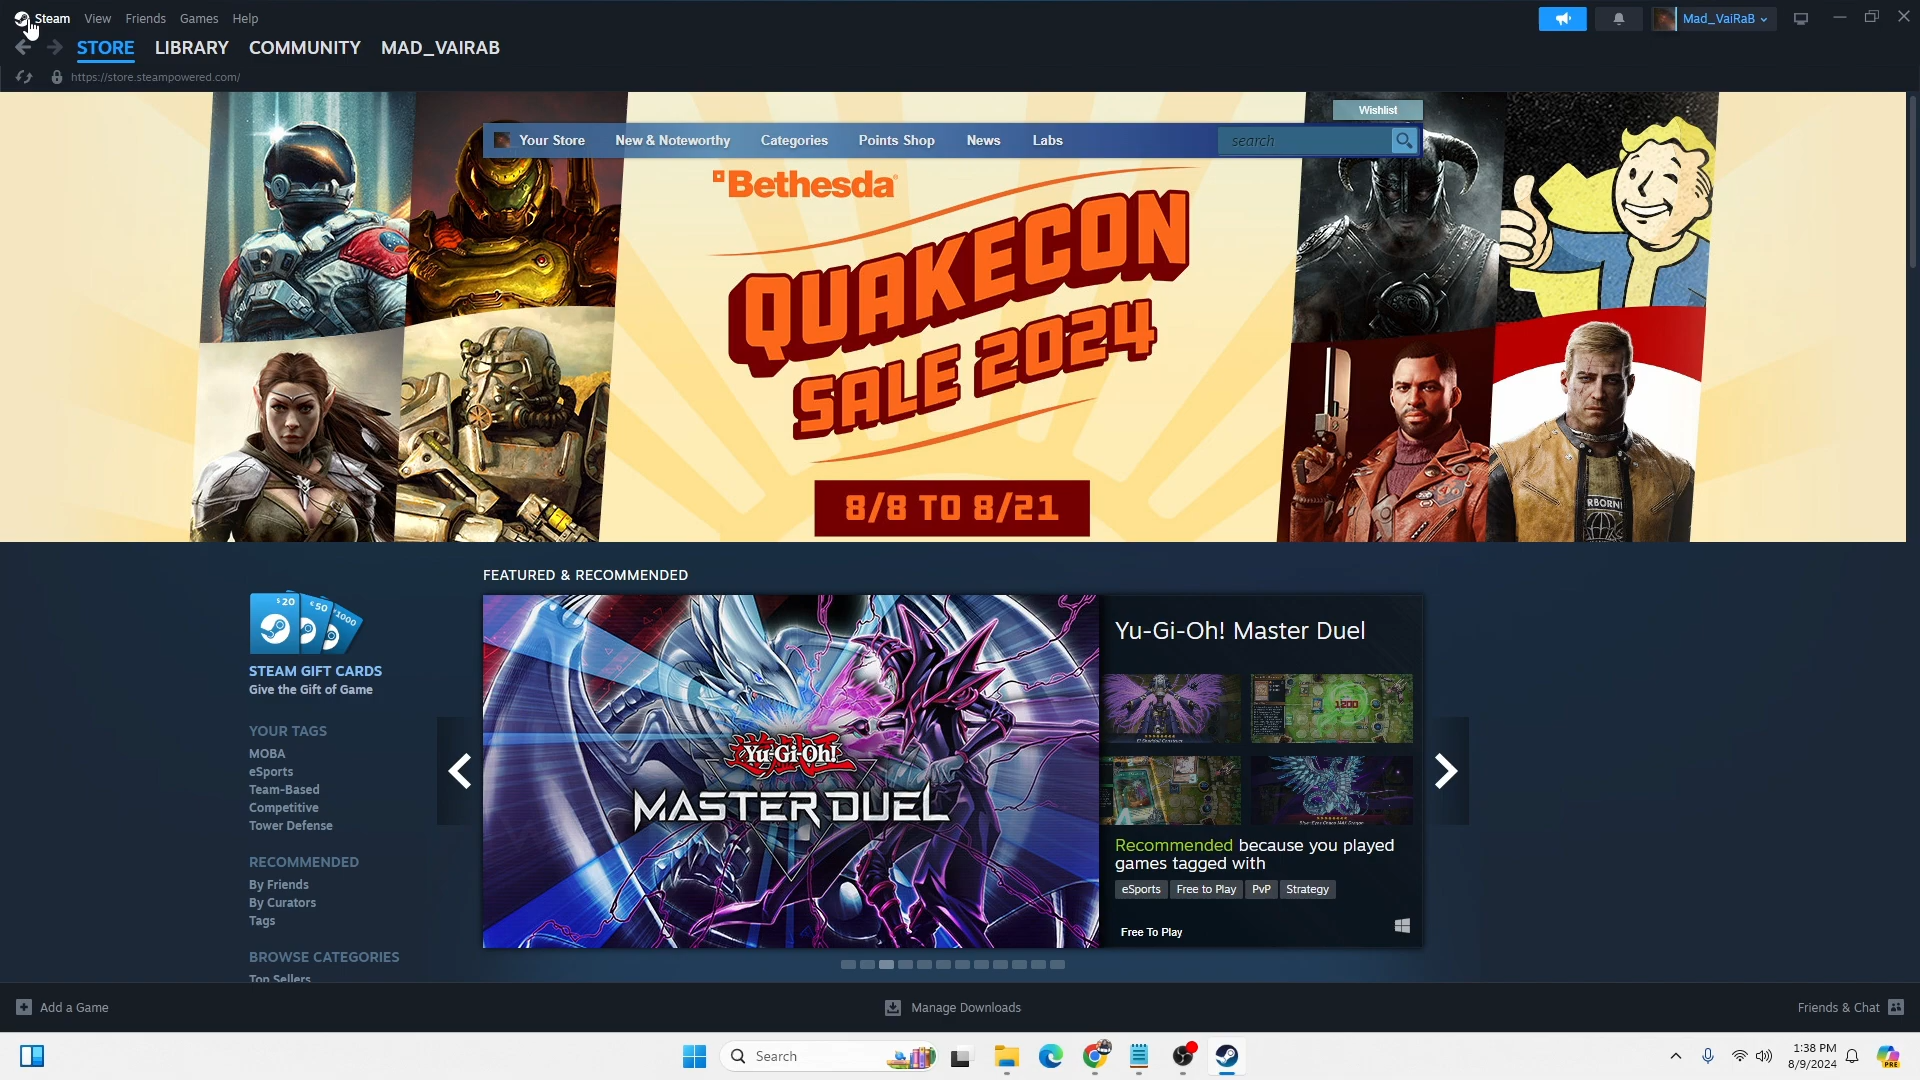 Steam View Friends Games Help
Mad_VaiRaB
STORE LIBRARY COMMUNITY MAD_VAIRAB
https://store.steampowered.com/
Wishlist
Your Store New & Noteworthy Categories Points Shop News Labs
search
Bethesda
QUAKECON
SALE 2024
8/8 TO 8/21
FEATURED & RECOMMENDED
$20 €50 $1000
STEAM GIFT CARDS
Give the Gift of Game
YOUR TAGS
MOBA
eSports
Team-Based
Competitive
Tower Defense
RECOMMENDED
By Friends
By Curators
Tags
BROWSE CATEGORIES
Top Sellers
Yu-Gi-Oh!
MASTER DUEL
Yu-Gi-Oh! Master Duel
1200
Recommended because you played
games tagged with
eSports Free to Play PvP Strategy
Free To Play
Add a Game
Manage Downloads
Friends & Chat
Search
1:38 PM
8/9/2024
PRE